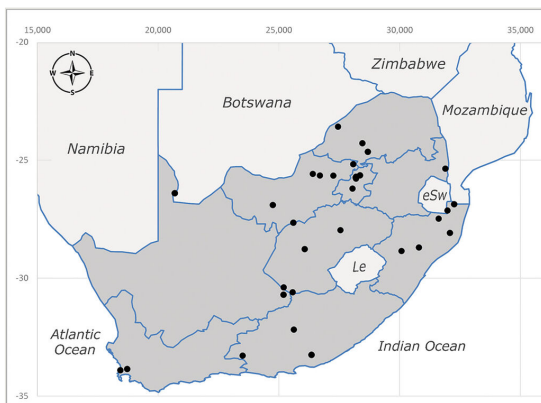 15,000 20,000 25,000 30,000 35,000
-20
N
W E
S
Zimbabwe
Botswana
Mozambique
Namibia
-25
eSw
Le
-30
Atlantic
Ocean
Indian Ocean
-35